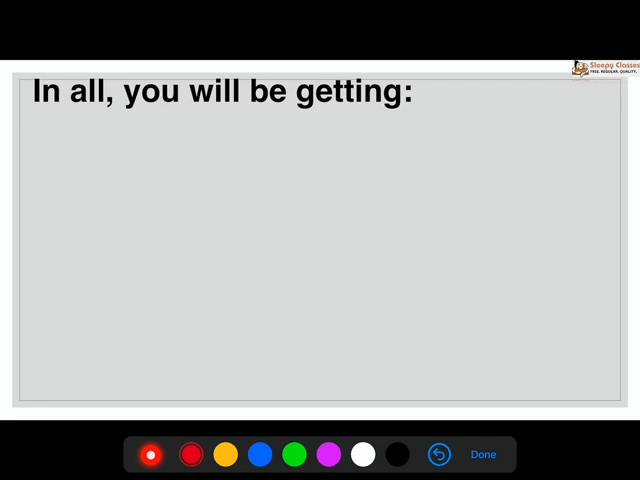 Sleepy Classes
FREE. REGULAR. QUALITY.
In all, you will be getting:
Done